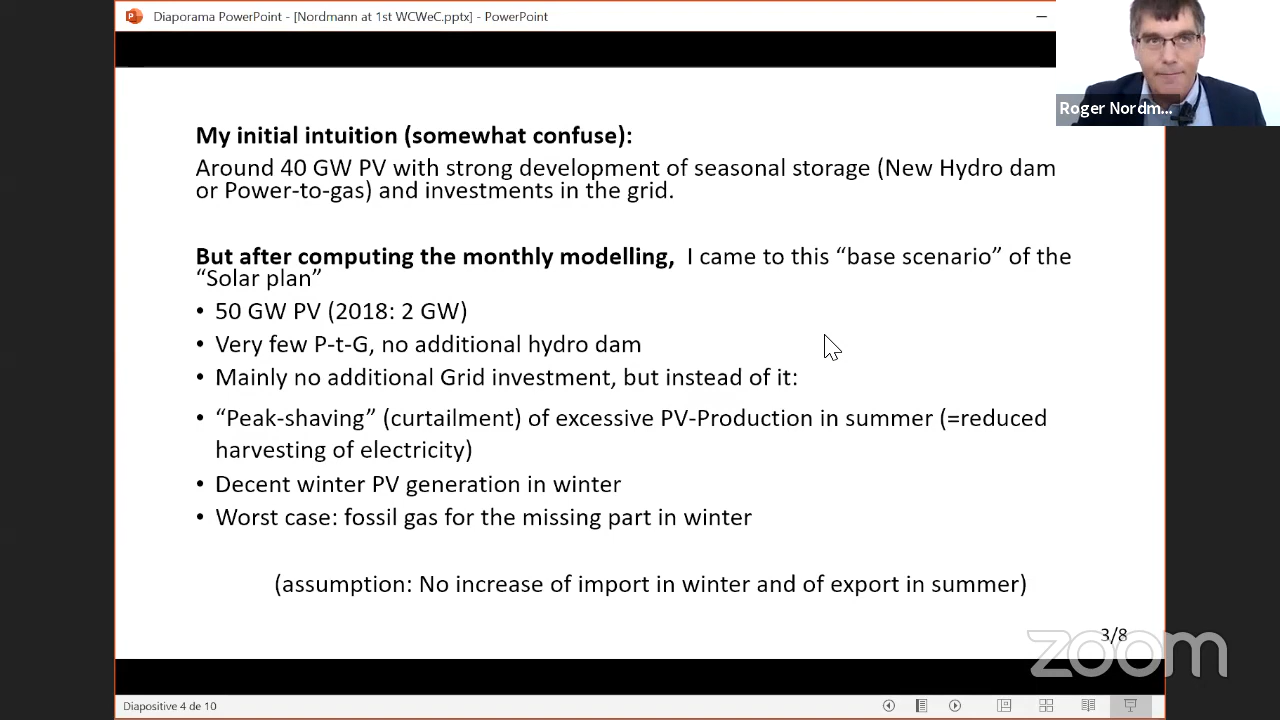 Diaporama PowerPoint - [Nordmann at 1st WCWeC.pptx] - PowerPoint
Roger Nordm...
My initial intuition (somewhat confuse):
Around 40 GW PV with strong development of seasonal storage (New Hydro dam
or Power-to-gas) and investments in the grid.
But after computing the monthly modelling, I came to this “base scenario” of the
“Solar plan”
• 50 GW PV (2018: 2 GW)
• Very few P-t-G, no additional hydro dam
• Mainly no additional Grid investment, but instead of it:
• “Peak-shaving” (curtailment) of excessive PV-Production in summer (=reduced
harvesting of electricity)
• Decent winter PV generation in winter
• Worst case: fossil gas for the missing part in winter
(assumption: No increase of import in winter and of export in summer)
3/8
zoom
Diapositive 4 de 10